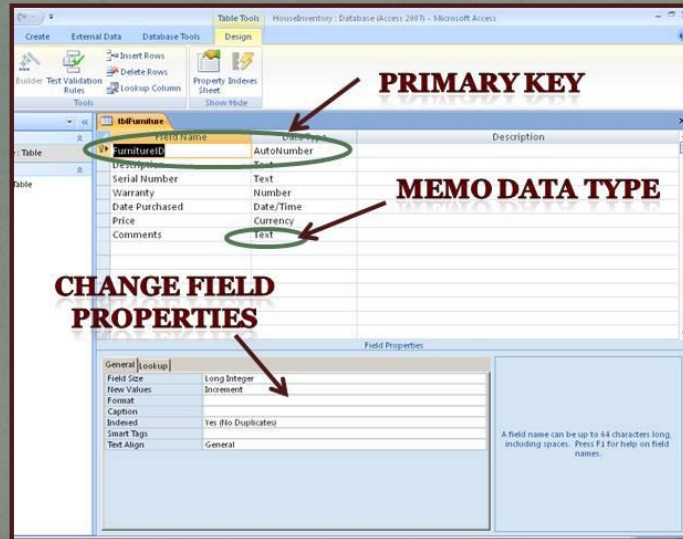 Table Tools HouseInventory : Database (Access 2007) - Microsoft Access
Create External Data Database Tools Design
Builder Test Validation Rules
Insert Rows
Delete Rows
Lookup Column
Property Sheet
Indexes
Tools
Show/Hide
PRIMARY KEY
tblFurniture
Field Name Data Type Description
: Table
FurnitureID AutoNumber
Description Text
Table
Serial Number Text
Warranty Number
MEMO DATA TYPE
Date Purchased Date/Time
Price Currency
Comments Text
CHANGE FIELD
PROPERTIES
Field Properties
General Lookup
Field Size Long Integer
New Values Increment
Format
Caption
Indexed Yes (No Duplicates)
Smart Tags
Text Align General
A field name can be up to 64 characters long,
including spaces. Press F1 for help on field
names.